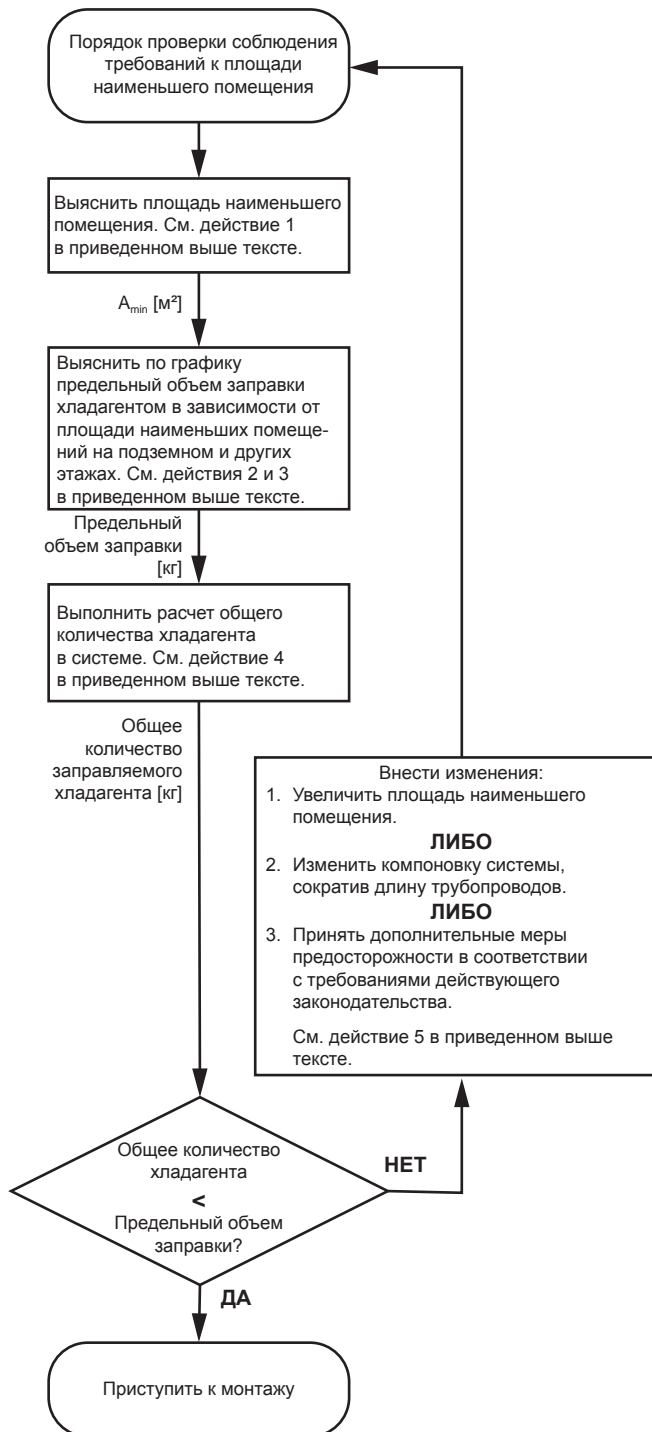 Порядок проверки соблюдения
требований к площади
наименьшего помещения
Выяснить площадь наименьшего
помещения. См. действие 1
в приведенном выше тексте.
Amin [м²]
Выяснить по графику
предельный объем заправки
хладагентом в зависимости от
площади наименьших помеще-
ний на подземном и других
этажах. См. действия 2 и 3
в приведенном выше тексте.
Предельный
объем заправки
[кг]
Выполнить расчет общего
количества хладагента
в системе. См. действие 4
в приведенном выше тексте.
Общее
количество
заправляемого
хладагента [кг]
Внести изменения:
1. Увеличить площадь наименьшего
помещения.
ЛИБО
2. Изменить компоновку системы,
сократив длину трубопроводов.
ЛИБО
3. Принять дополнительные меры
предосторожности в соответствии
с требованиями действующего
законодательства.
См. действие 5 в приведенном выше
тексте.
Общее количество
хладагента
<
Предельный объем
заправки?
НЕТ
ДА
Приступить к монтажу